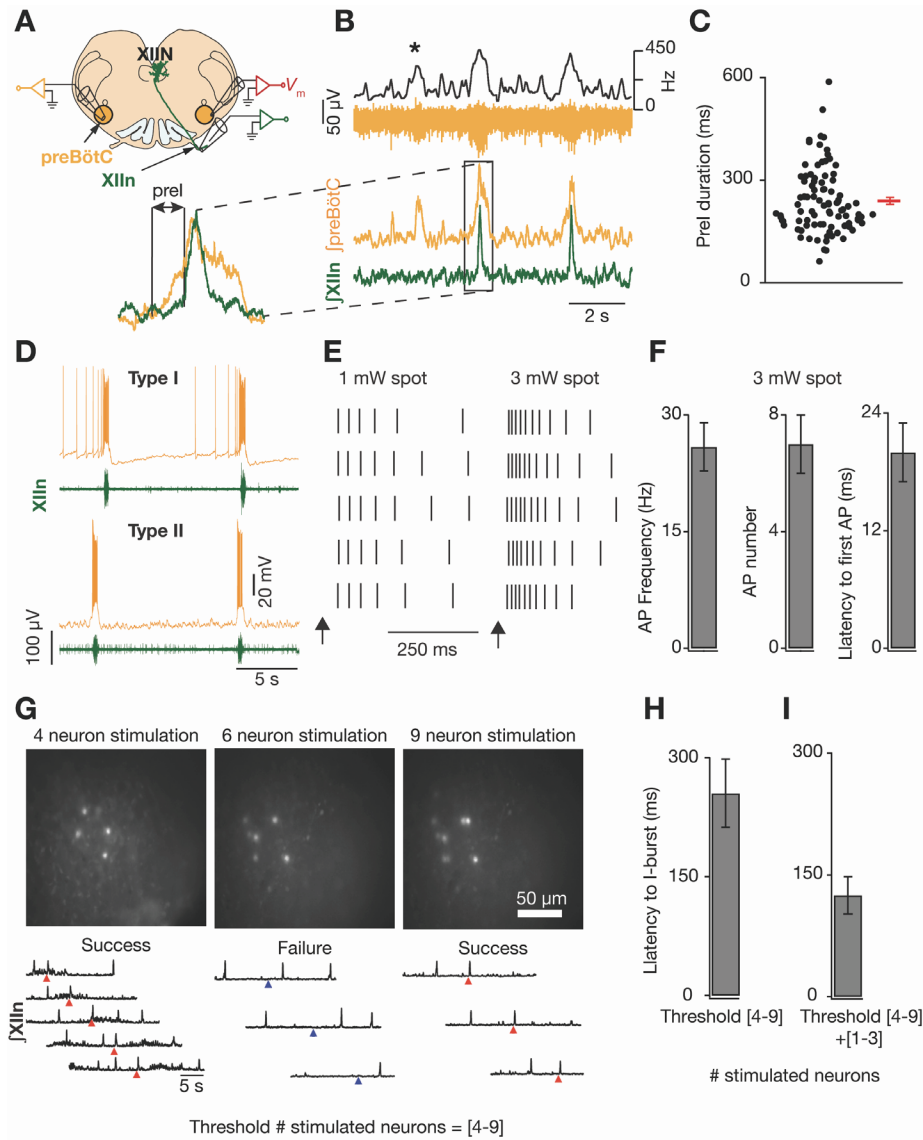 A
XIIN
Vm
preBötC
XIIn
preI
B
*
450
Hz
0
50 µV
∫preBötC
∫XIIn
2 s
C
PreI duration (ms)
600
300
0
D
Type I
XIIn
Type II
20 mV
100 µV
5 s
E
1 mW spot
3 mW spot
250 ms
F
3 mW spot
AP Frequency (Hz)
30
15
0
AP number
8
4
0
Llatency to first AP (ms)
24
12
0
G
4 neuron stimulation
6 neuron stimulation
9 neuron stimulation
50 µm
Success
Failure
Success
∫XIIn
5 s
Threshold # stimulated neurons = [4-9]
H
Llatency to I-burst (ms)
300
150
0
Threshold [4-9]
I
300
150
0
Threshold [4-9]
+[1-3]
# stimulated neurons